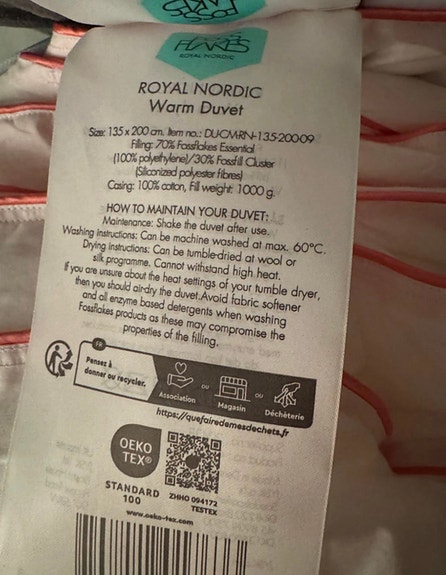 FLAKES
ROYAL NORDIC
ROYAL NORDIC
Warm Duvet
Size: 135 x 200 cm. Item no.: DUCMRN-135-200-09
Filling: 70% Fossflakes Essential
(100% polyethylene)/30% Fossfill Cluster
(Siliconized polyester fibres)
Casing: 100% cotton, Fill weight: 1000 g.
HOW TO MAINTAIN YOUR DUVET:
Maintenance: Shake the duvet after use.
Washing Instructions: Can be machine washed at max. 60°C.
Drying Instructions: Can be tumble-dried at wool or
silk programme. Cannot withstand high heat.
If you are unsure about the heat settings of your tumble dryer,
then you should air-dry the duvet. Avoid fabric softener
and all enzyme based detergents when washing
Fossflakes products as these may compromise the
properties of the filling.
FR
Pensez à
donner ou recycler.
Association
ou
Magasin
ou
Déchèterie
https://quefairedemesdechets.fr
OEKO
TEX®
STANDARD
100
ZHHO 094172
TESTEX
www.oeko-tex.com